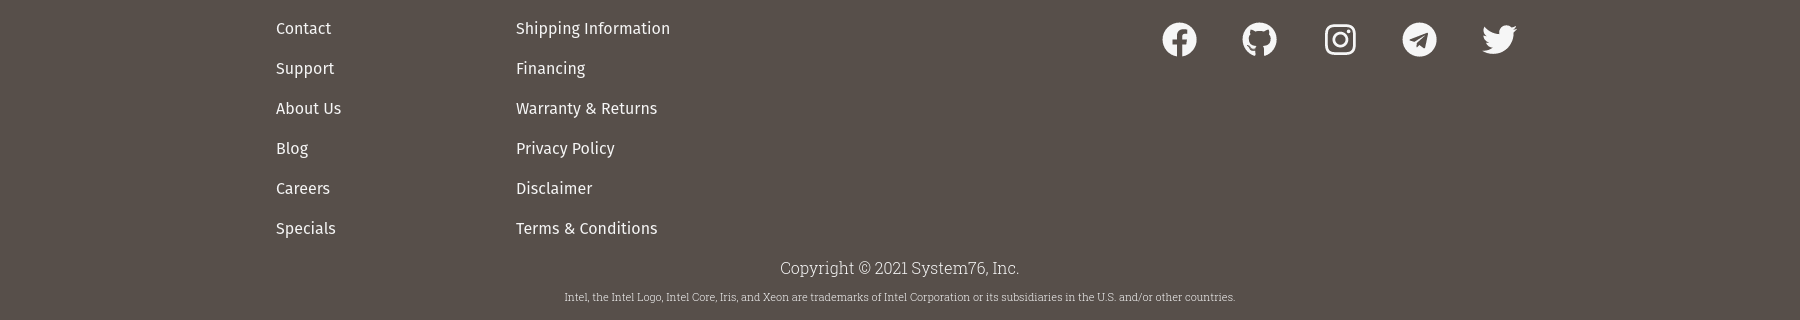 Contact
Support
About Us
Blog
Careers
Specials
Shipping Information
Financing
Warranty & Returns
Privacy Policy
Disclaimer
Terms & Conditions
Copyright © 2021 System76, Inc.
Intel, the Intel Logo, Intel Core, Iris, and Xeon are trademarks of Intel Corporation or its subsidiaries in the U.S. and/or other countries.